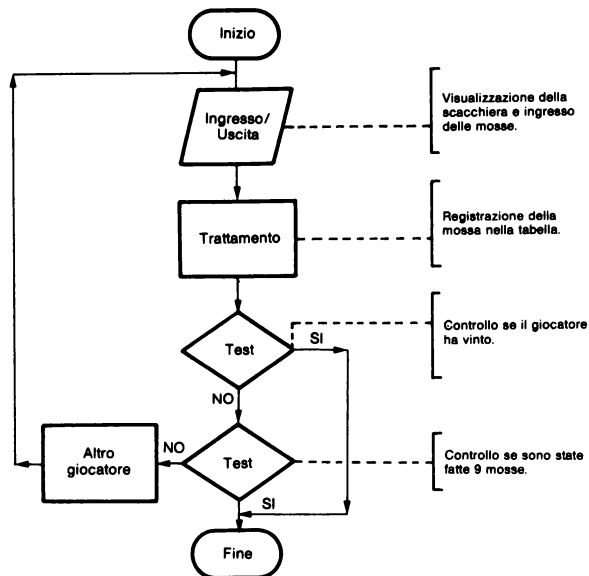 Inizio
Ingresso/
Uscita
Visualizzazione della
scacchiera e ingresso
delle mosse.
Trattamento
Registrazione della
mossa nella tabella.
Test
SI
Controllo se il giocatore
ha vinto.
NO
Altro
giocatore
NO
Test
Controllo se sono state
fatte 9 mosse.
SI
Fine